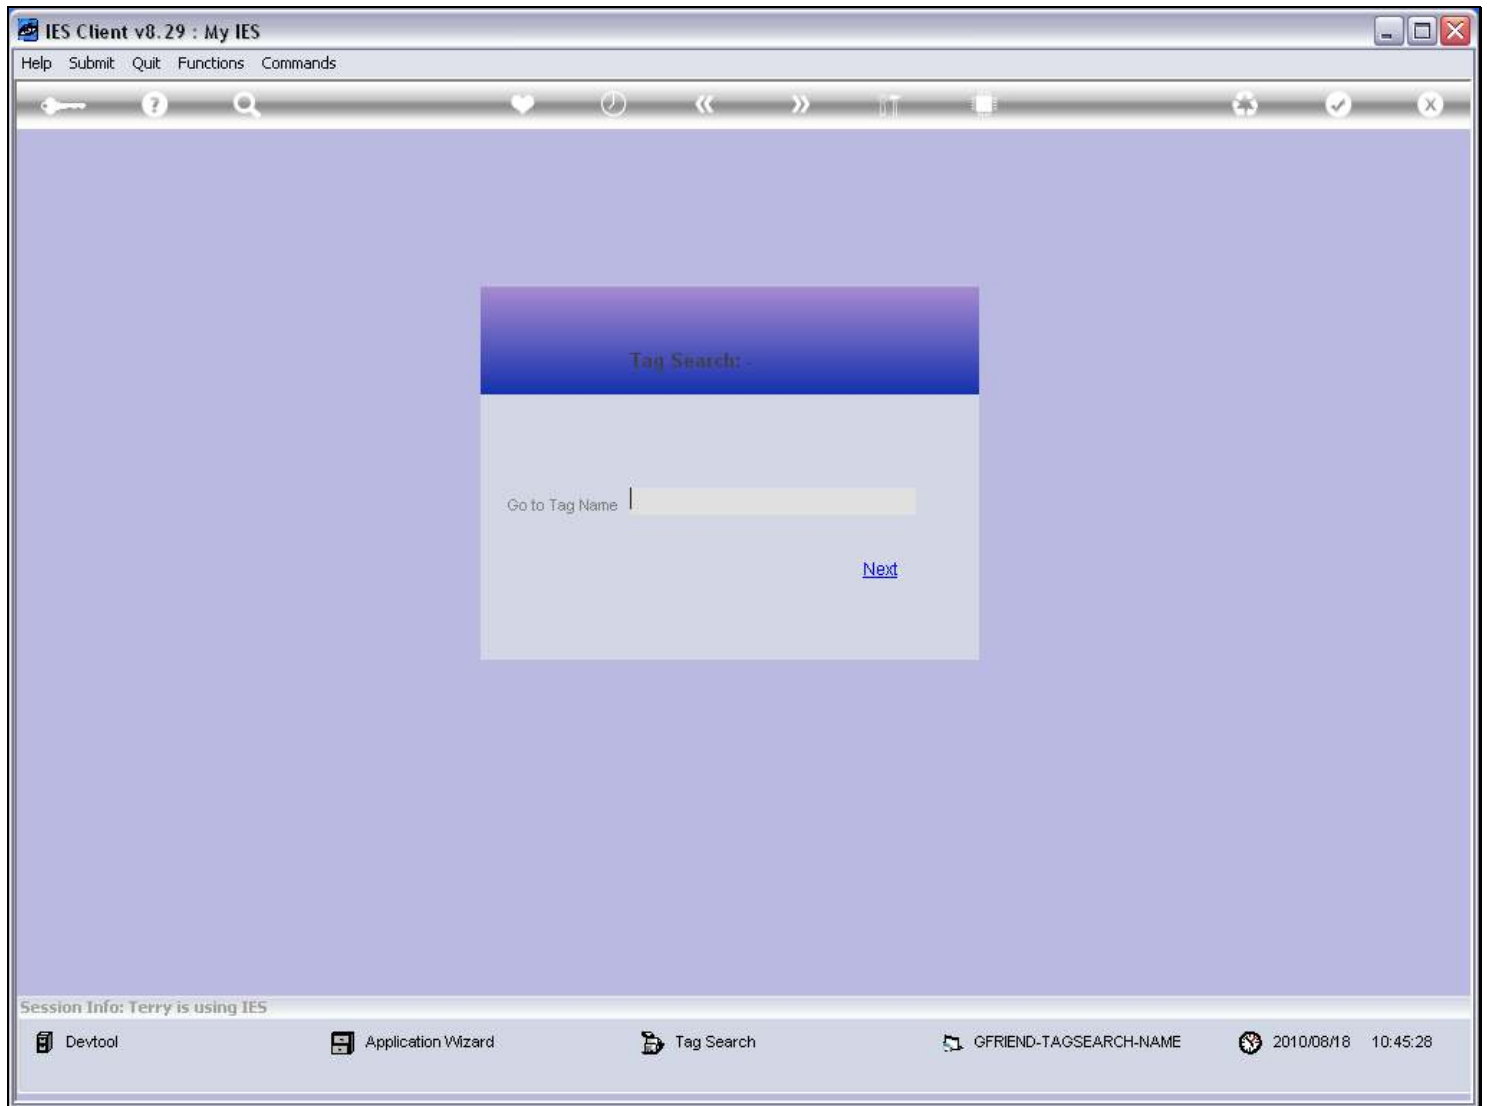 IES Client v8.29 : My IES
Help Submit Quit Functions Commands
Tag Search: -
Go to Tag Name
Next
Session Info: Terry is using IES
Devtool Application Wizard Tag Search GFRIEND-TAGSEARCH-NAME 2010/08/18 10:45:28